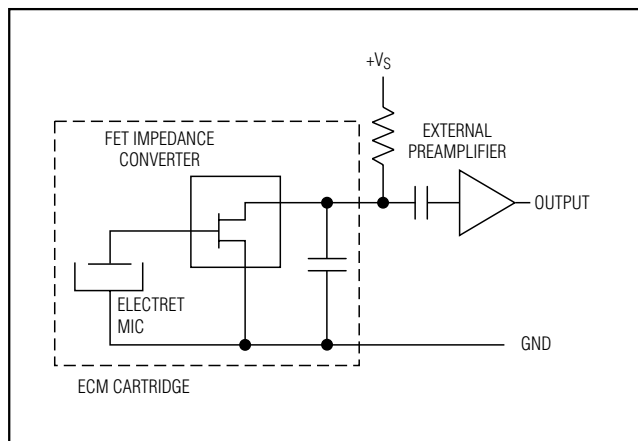 +VS
FET IMPEDANCE
CONVERTER
EXTERNAL
PREAMPLIFIER
OUTPUT
ELECTRET
MIC
GND
ECM CARTRIDGE